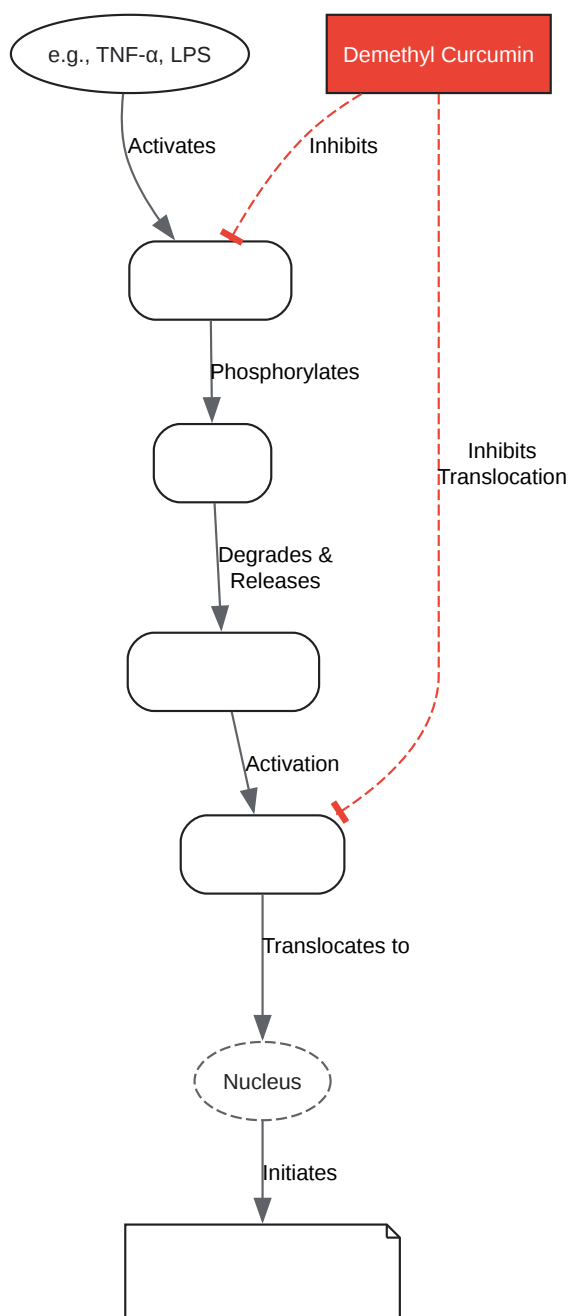 e.g., TNF-α, LPS
Demethyl Curcumin
Activates
Inhibits
Phosphorylates
Inhibits
Translocation
Degrades &
Releases
Activation
Translocates to
Nucleus
Initiates